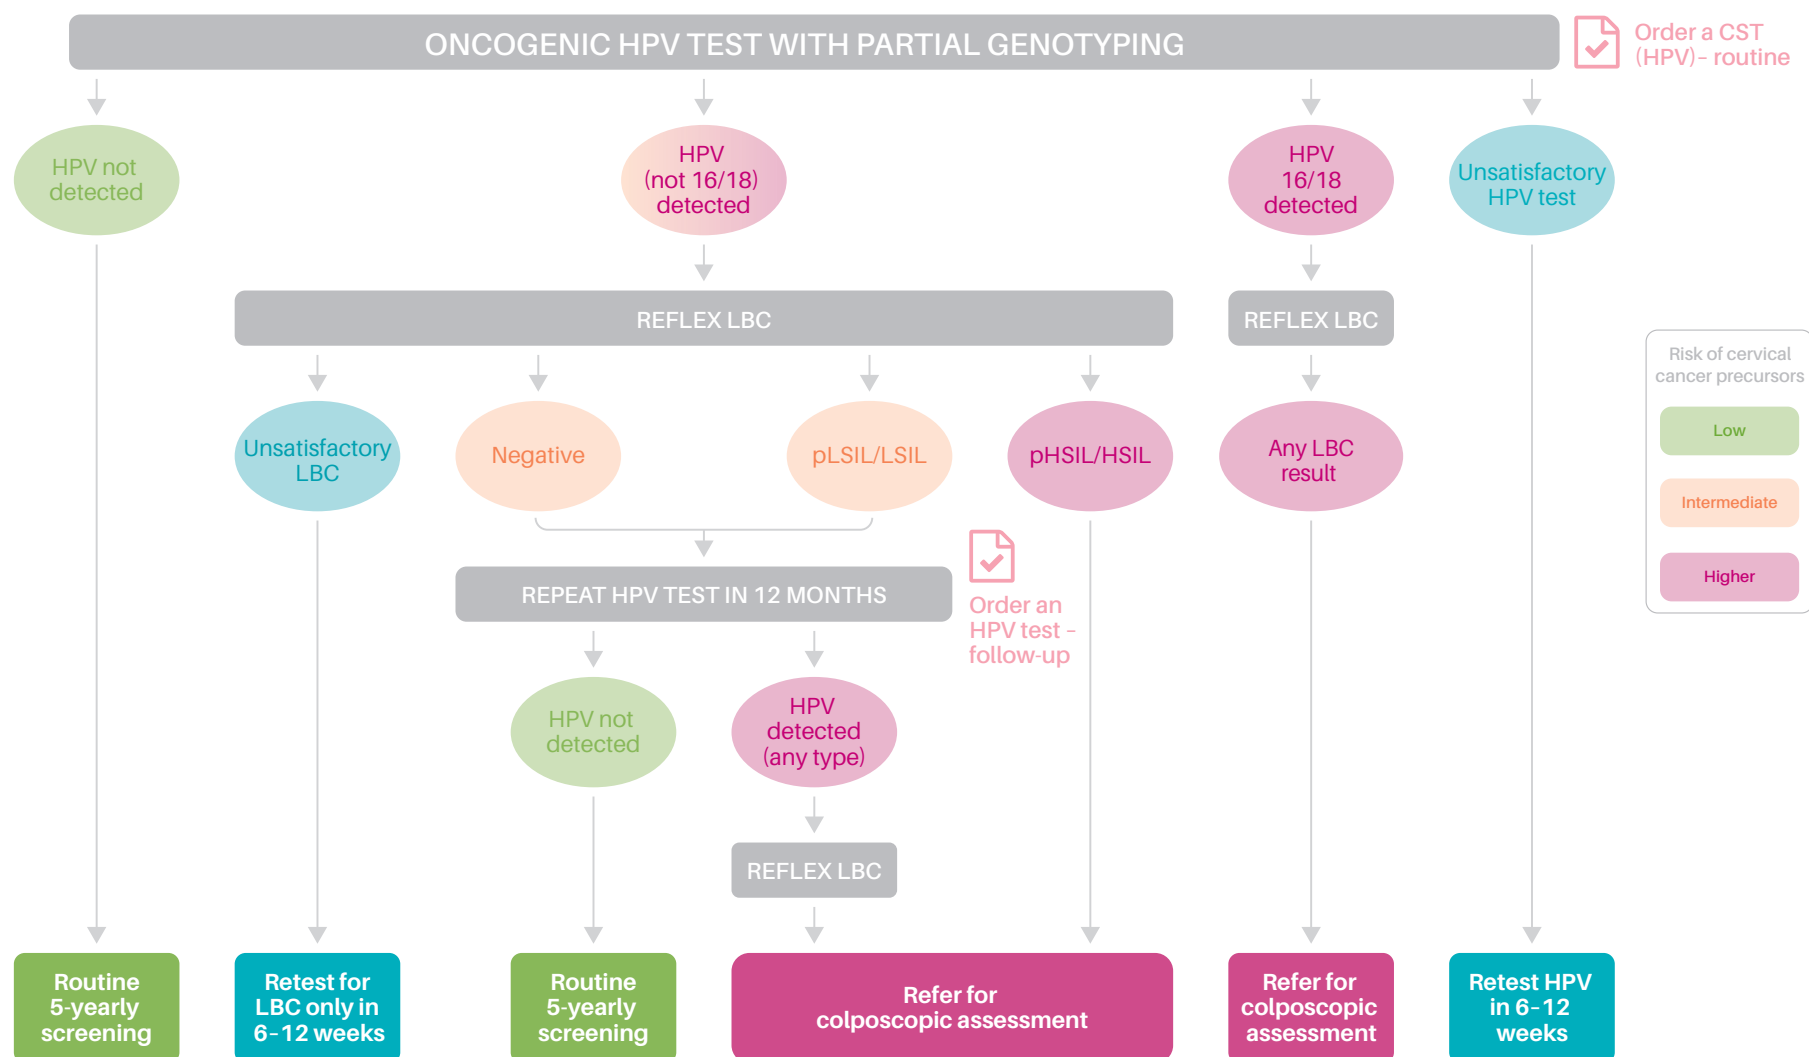 ONCOGENIC HPV TEST WITH PARTIAL GENOTYPING
Order a CST
(HPV)– routine
HPV not
detected
HPV
(not 16/18)
detected
HPV
16/18
detected
Unsatisfactory
HPV test
REFLEX LBC
REFLEX LBC
Unsatisfactory
LBC
Negative
pLSIL/LSIL
pHSIL/HSIL
Any LBC
result
Risk of cervical
cancer precursors
Low
Intermediate
Higher
REPEAT HPV TEST IN 12 MONTHS
Order an
HPV test –
follow-up
HPV not
detected
HPV
detected
(any type)
REFLEX LBC
Routine
5-yearly
screening
Retest for
LBC only in
6–12 weeks
Routine
5-yearly
screening
Refer for
colposcopic assessment
Refer for
colposcopic
assessment
Retest HPV
in 6–12
weeks